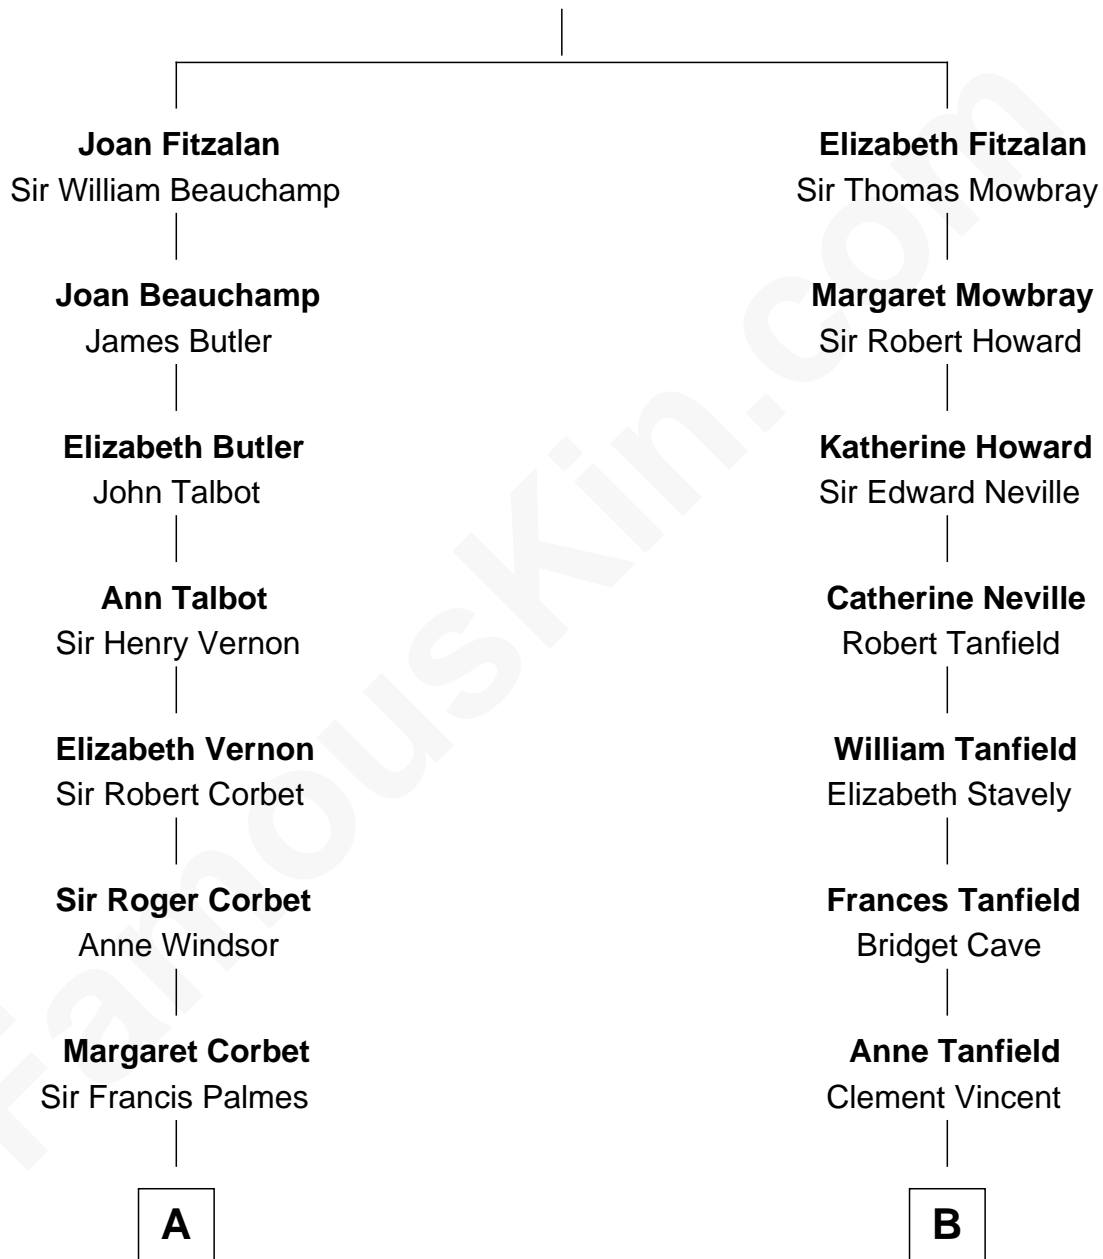 Joan Fitzalan
Sir William Beauchamp
Elizabeth Fitzalan
Sir Thomas Mowbray
Joan Beauchamp
James Butler
Margaret Mowbray
Sir Robert Howard
Elizabeth Butler
John Talbot
Katherine Howard
Sir Edward Neville
Ann Talbot
Sir Henry Vernon
Catherine Neville
Robert Tanfield
Elizabeth Vernon
Sir Robert Corbet
William Tanfield
Elizabeth Stavely
Sir Roger Corbet
Anne Windsor
Frances Tanfield
Bridget Cave
Margaret Corbet
Sir Francis Palmes
Anne Tanfield
Clement Vincent
A
B
FamousKin.com